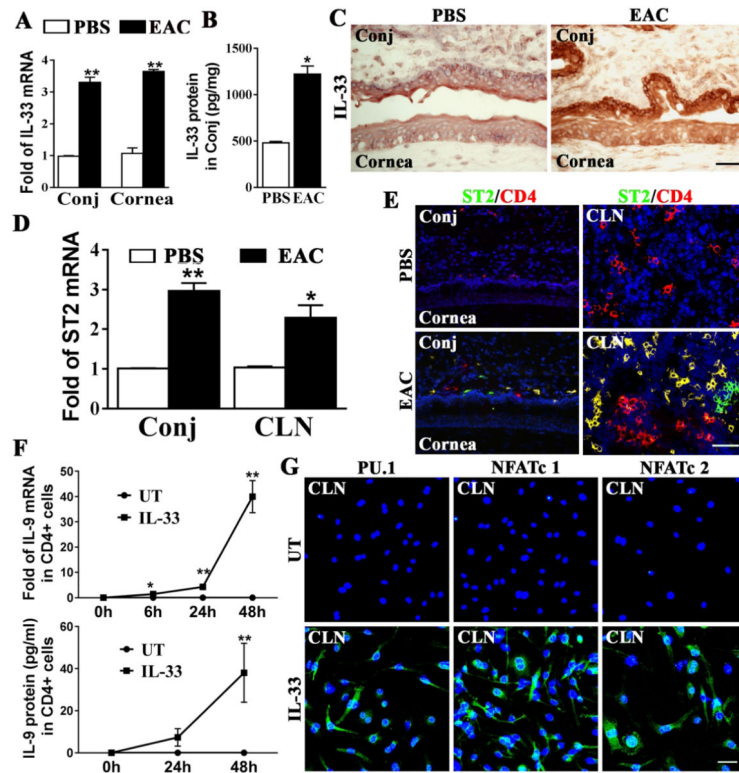 A
PBS
EAC
Fold of IL-33 mRNA
4
3
2
1
0
**
**
Conj
Cornea
B
IL-33 protein
in Conj (pg/mg)
1500
1000
500
0
*
PBS
EAC
C
PBS
EAC
IL-33
Conj
Conj
Cornea
Cornea
D
PBS
EAC
Fold of ST2 mRNA
4
3
2
1
0
**
*
Conj
CLN
E
ST2/CD4
ST2/CD4
PBS
Conj
CLN
Cornea
EAC
Conj
CLN
Cornea
F
Fold of IL-9 mRNA
in CD4+ cells
50
40
30
20
10
0
UT
IL-33
*
**
**
0h
6h
24h
48h
IL-9 protein (pg/ml)
in CD4+ cells
60
40
20
0
UT
IL-33
**
0h
24h
48h
G
PU.1
NFATc 1
NFATc 2
UT
CLN
CLN
CLN
IL-33
CLN
CLN
CLN